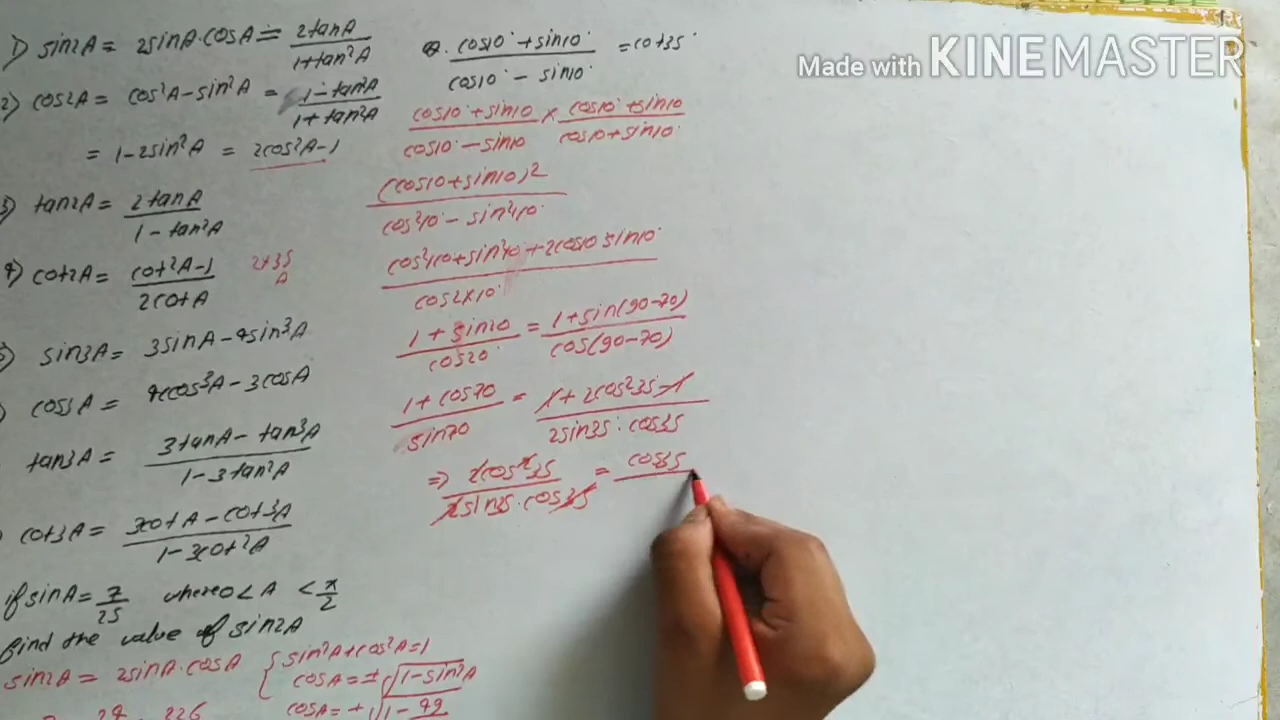 Made with KINEMASTER
1) sin2A = 2sinA·cosA = 2tanA / 1+tan²A
2) cos2A = cos²A-sin²A = 1-tan²A / 1+tan²A
= 1-2sin²A = 2cos²A-1
3) tan2A = 2tanA / 1-tan²A
4) cot2A = cot²A-1 / 2cotA
2+35
A
sin3A = 3sinA-4sin³A
cos3A = 4cos³A-3cosA
tan3A = 3tanA-tan³A / 1-3tan²A
cot3A = 3cotA-cot³A / 1-3cot²A
if sinA = 7/25 where 0<A <π/2
find the value of sin2A
sin2A = 2sinA·cosA { sin²A+cos²A=1
cosA = ±√1-sin²A
cosA = +√1-49
Q. cos10°+sin10° / cos10°-sin10° = cot35°
cos10°+sin10 / cos10°-sin10 × cos10°+sin10 / cos10+sin10°
(cos10+sin10°)2 / cos²10°-sin²10°
cos²10+sin²10+2cos10 sin10° / cos2×10°
1+sin20 / cos20° = 1+sin(90-70) / cos(90-70)
1+cos70 / sin70 = 1+2cos²35-1 / 2sin35·cos35
⇒ 2cos²35 / 2sin35·cos35 = cos35